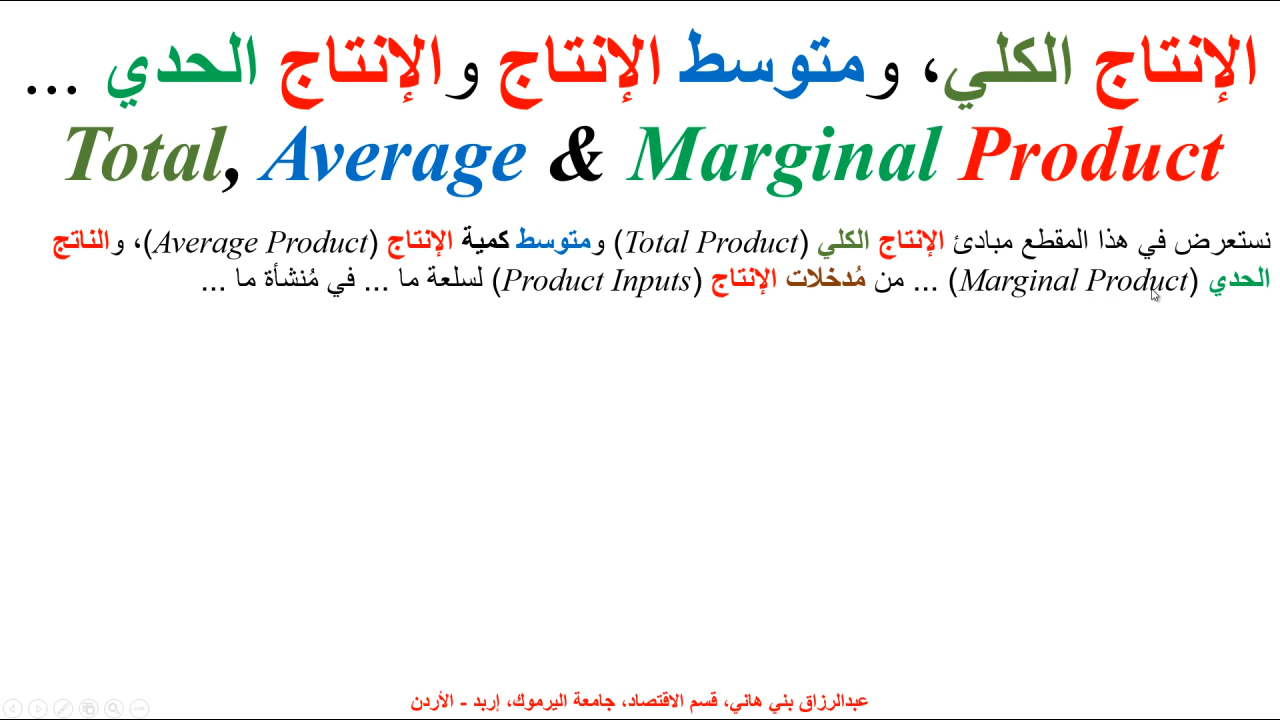 الإنتاج الكلي، ومتوسط الإنتاج والإنتاج الحدي ...
Total, Average & Marginal Product
نستعرض في هذا المقطع مبادئ الإنتاج الكلي (Total Product) ومتوسط كمية الإنتاج (Average Product)، والناتج
الحدي (Marginal Product) ... من مُدخلات الإنتاج (Product Inputs) لسلعة ما ... في مُنشأة ما ...
عبدالرزاق بني هاني، قسم الاقتصاد، جامعة اليرموك، إربد - الأردن